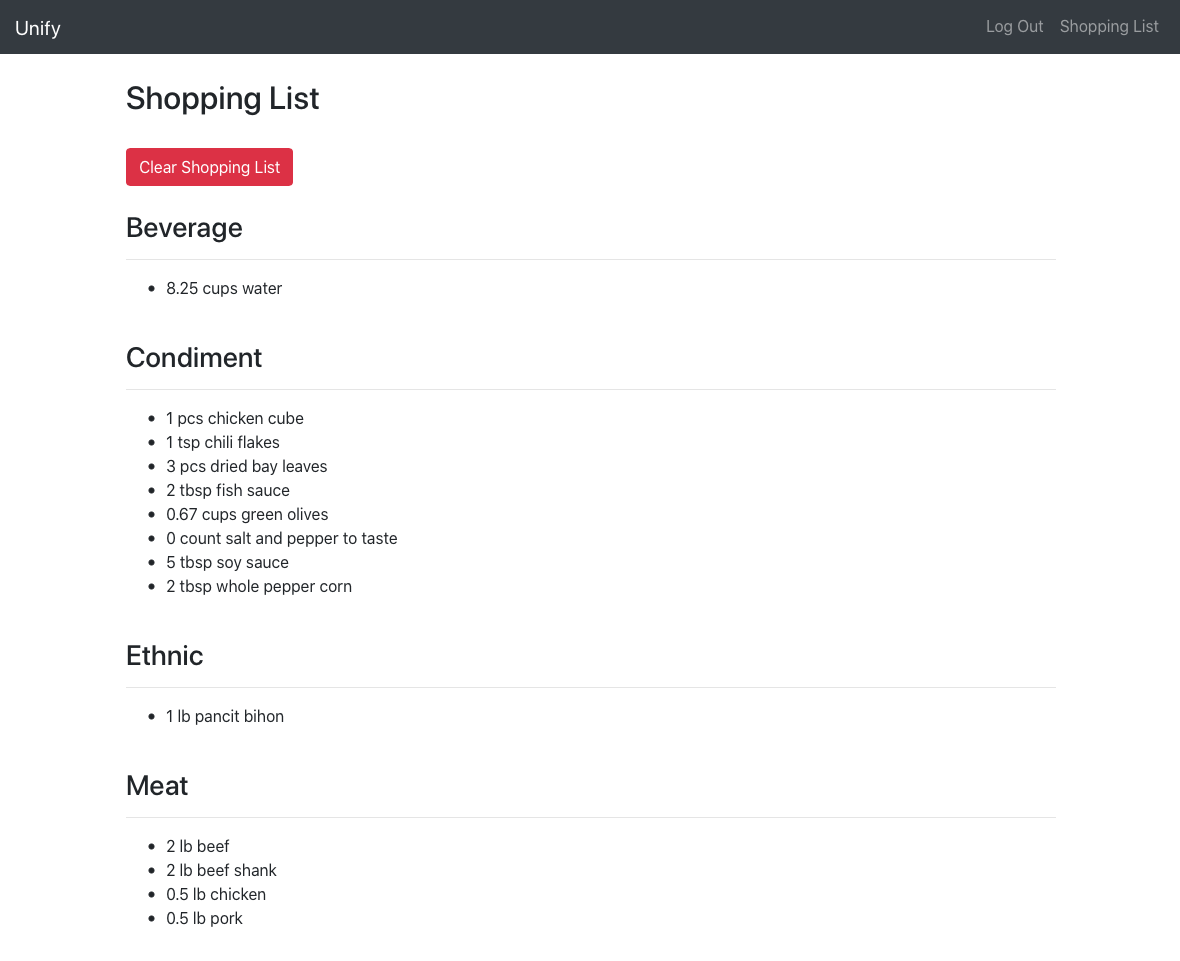 Unify
Log Out Shopping List
Shopping List
Clear Shopping List
Beverage
8.25 cups water
Condiment
1 pcs chicken cube
1 tsp chili flakes
3 pcs dried bay leaves
2 tbsp fish sauce
0.67 cups green olives
0 count salt and pepper to taste
5 tbsp soy sauce
2 tbsp whole pepper corn
Ethnic
1 lb pancit bihon
Meat
2 lb beef
2 lb beef shank
0.5 lb chicken
0.5 lb pork